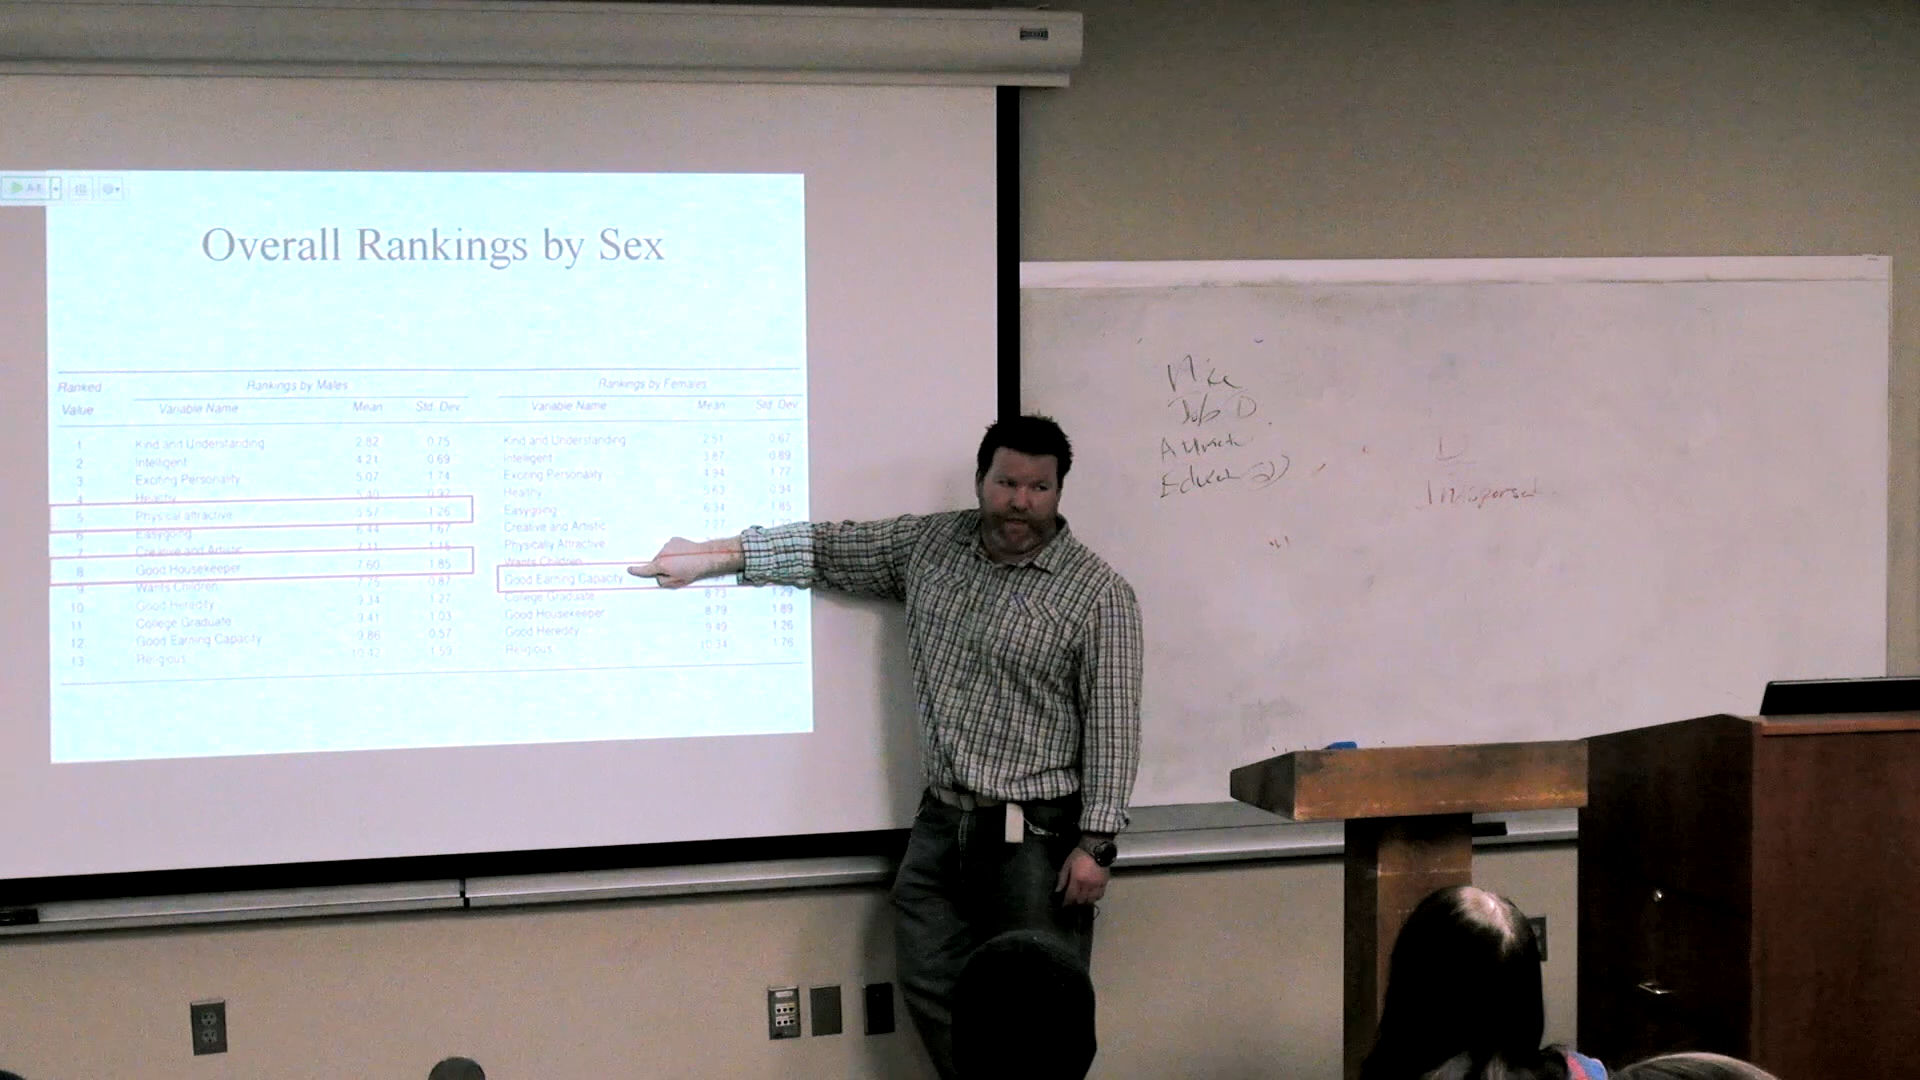 Overall Rankings by Sex
Ranked Value Rankings by Males Rankings by Females
Variable Name Mean Std. Dev Variable Name Mean Std. Dev
1 Kind and Understanding 2.82 0.75 Kind and Understanding 2.51 0.67
2 Intelligent 4.21 0.69 Intelligent 3.87 0.89
3 Exciting Personality 5.07 1.74 Exciting Personality 4.94 1.77
4 Healthy 5.40 0.92 Healthy 5.63 0.94
5 Physical attractive 5.57 1.26 Easygoing 6.34 1.85
6 Easygoing 6.44 1.67 Creative and Artistic 7.27
7 Creative and Artistic Physically Attractive
8 Good Housekeeper 7.60 1.85 Wants Children
9 Wants Children 7.75 0.87 Good Earning Capacity
10 Good Heredity 9.34 1.27 College Graduate 8.73 1.29
11 College Graduate 9.41 1.03 Good Housekeeper 8.79 1.89
12 Good Earning Capacity 9.86 0.57 Good Heredity 9.49 1.26
13 Religious 10.42 1.59 Religious 10.34 1.76
Job